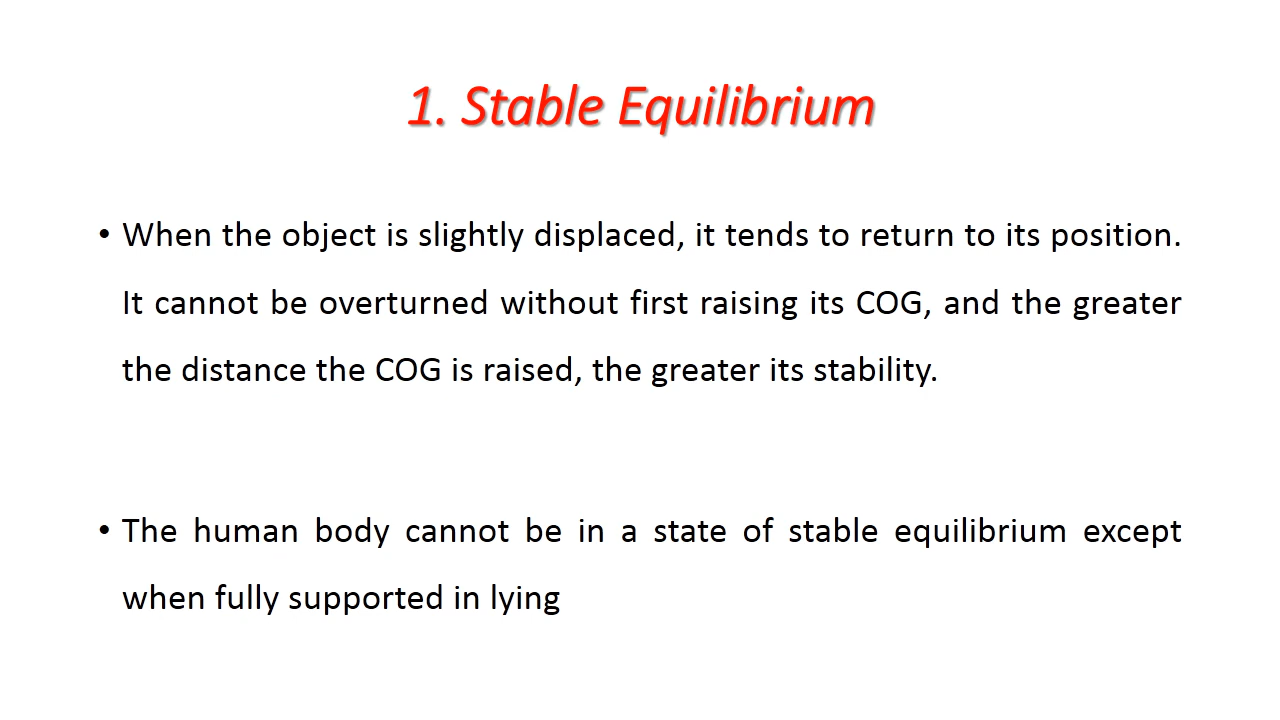 1. Stable Equilibrium
• When the object is slightly displaced, it tends to return to its position.
It cannot be overturned without first raising its COG, and the greater
the distance the COG is raised, the greater its stability.
• The human body cannot be in a state of stable equilibrium except
when fully supported in lying